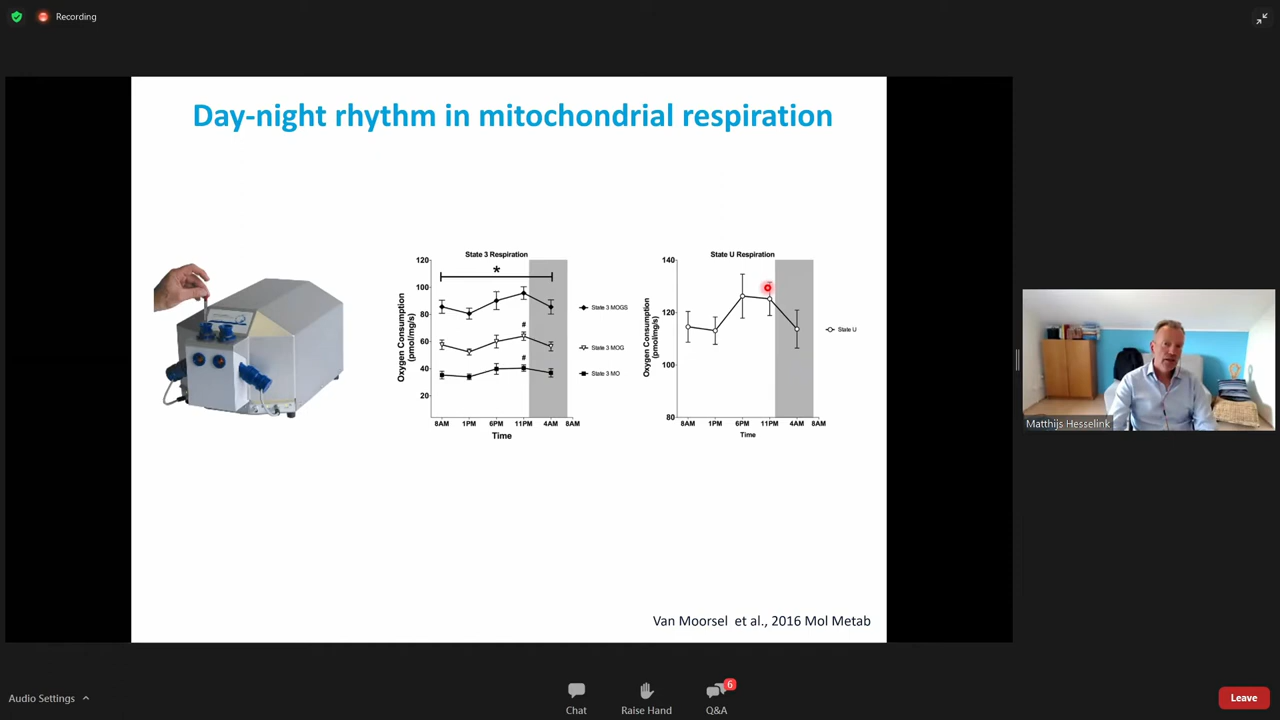 Recording
Day-night rhythm in mitochondrial respiration
State 3 Respiration
Oxygen Consumption
(pmol/mg/s)
120
100
80
60
40
20
*
#
#
State 3 MOGS
State 3 MOG
State 3 MO
8AM 1PM 6PM 11PM 4AM 8AM
Time
State U Respiration
Oxygen Consumption
(pmol/mg/s)
140
120
100
80
State U
8AM 1PM 6PM 11PM 4AM 8AM
Time
Van Moorsel et al., 2016 Mol Metab
Matthijs Hesselink
Audio Settings
Chat
Raise Hand
6
Q&A
Leave